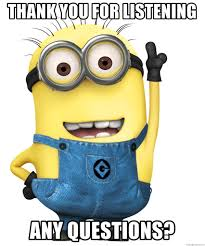 THANK YOU FOR LISTENING
ANY QUESTIONS?